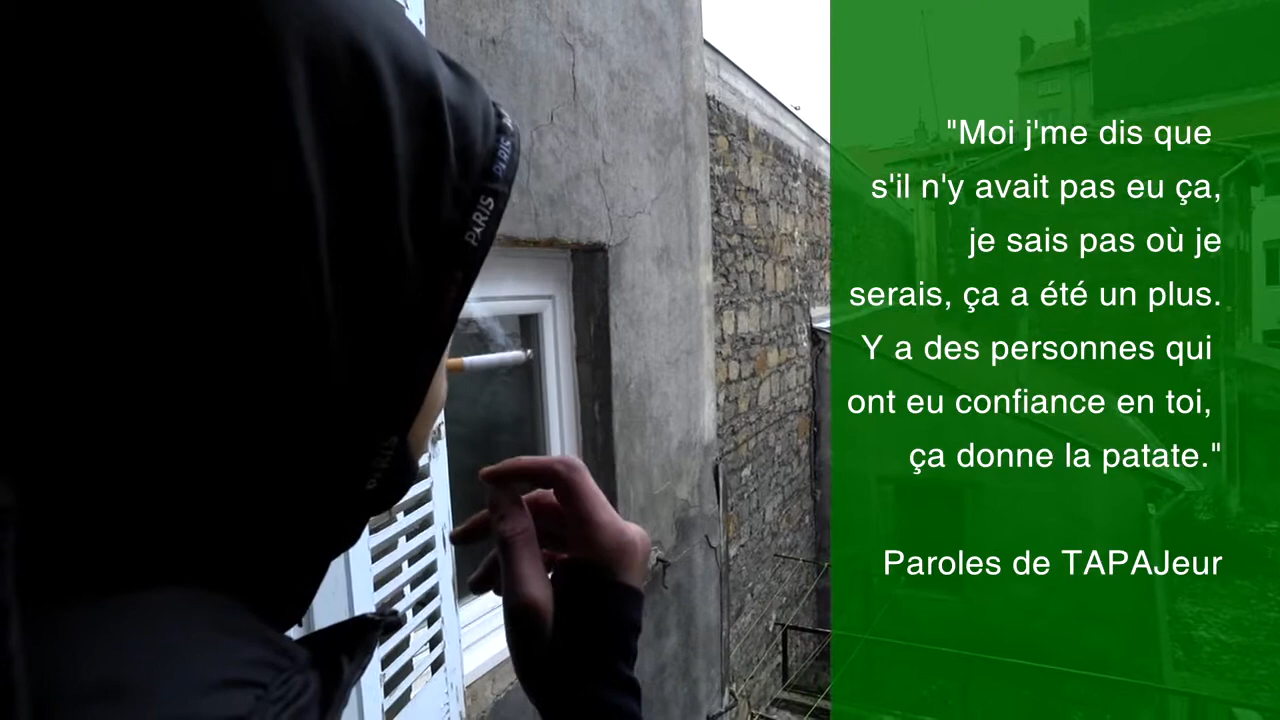 PARIS
PARIS
PARIS
"Moi j'me dis que
s'il n'y avait pas eu ça,
je sais pas où je
serais, ça a été un plus.
Y a des personnes qui
ont eu confiance en toi,
ça donne la patate."
Paroles de TAPAJeur